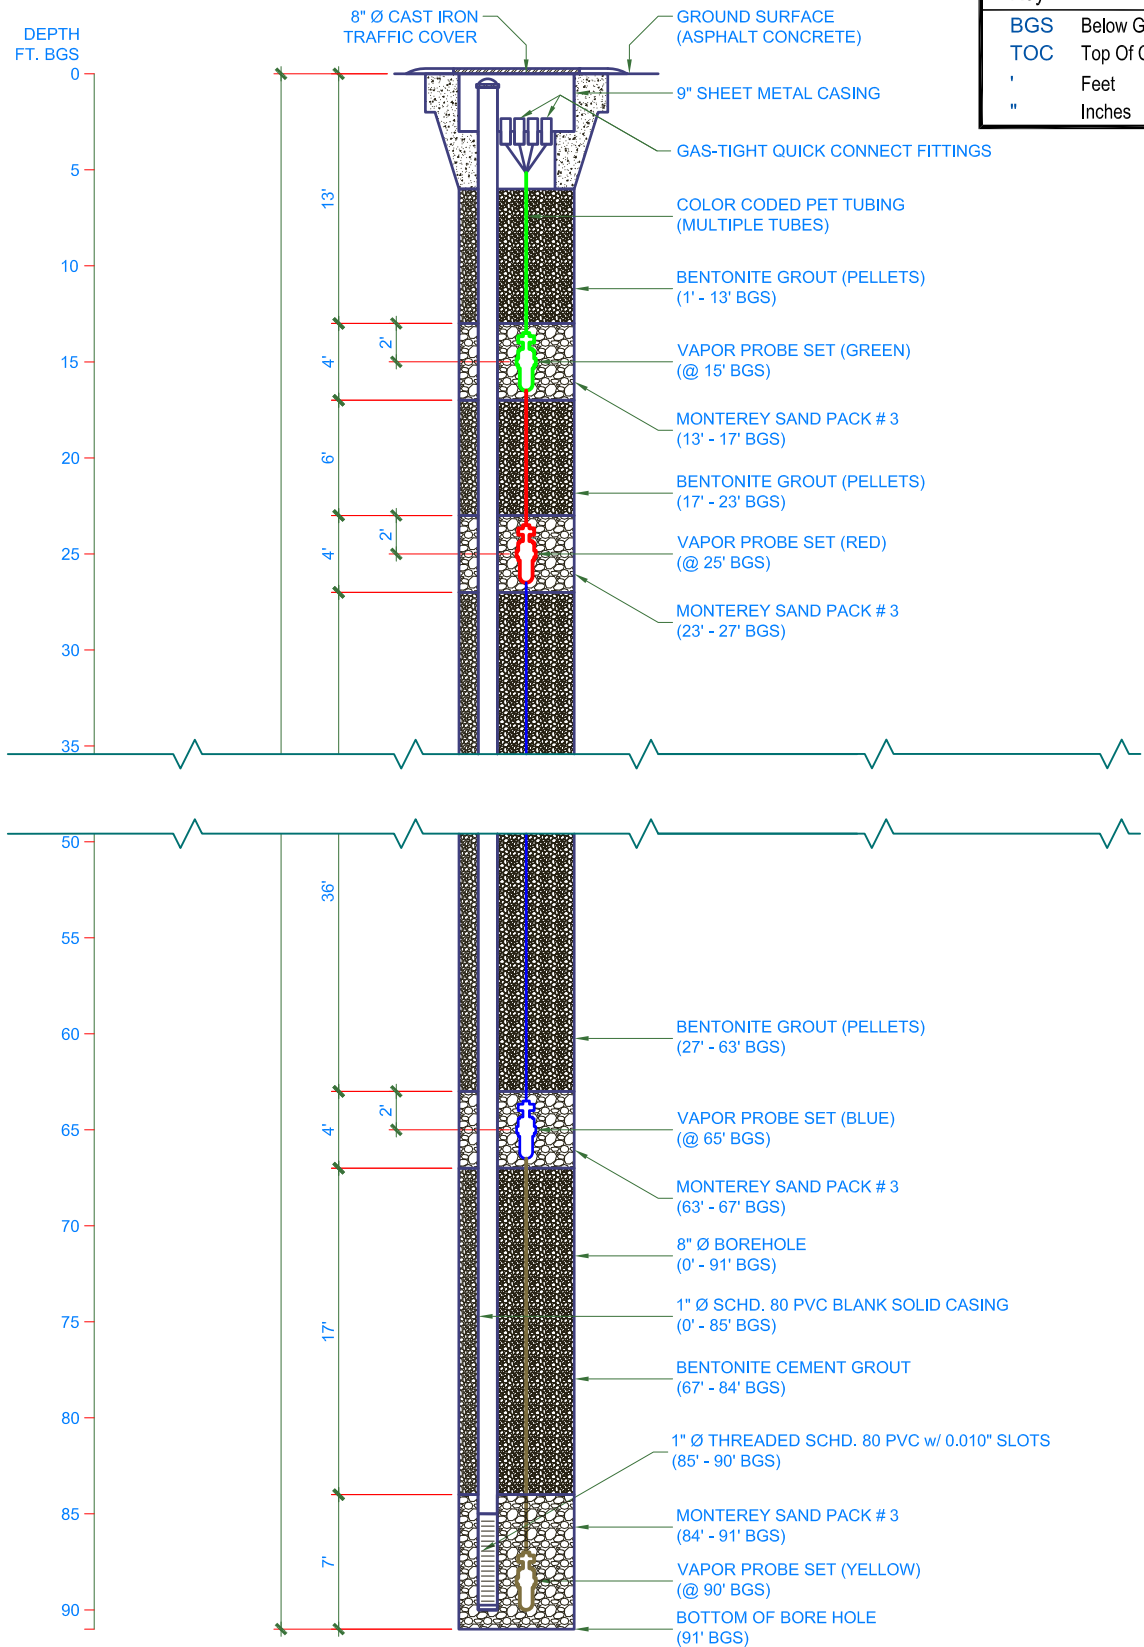 DEPTH
FT. BGS
0
5
10
15
20
25
30
35
50
55
60
65
70
75
80
85
90
13'
4'
2'
6'
4'
2'
36'
4'
2'
17'
7'
8" Ø CAST IRON
TRAFFIC COVER
GROUND SURFACE
(ASPHALT CONCRETE)
9" SHEET METAL CASING
GAS-TIGHT QUICK CONNECT FITTINGS
COLOR CODED PET TUBING
(MULTIPLE TUBES)
BENTONITE GROUT (PELLETS)
(1' - 13' BGS)
VAPOR PROBE SET (GREEN)
(@ 15' BGS)
MONTEREY SAND PACK # 3
(13' - 17' BGS)
BENTONITE GROUT (PELLETS)
(17' - 23' BGS)
VAPOR PROBE SET (RED)
(@ 25' BGS)
MONTEREY SAND PACK # 3
(23' - 27' BGS)
BENTONITE GROUT (PELLETS)
(27' - 63' BGS)
VAPOR PROBE SET (BLUE)
(@ 65' BGS)
MONTEREY SAND PACK # 3
(63' - 67' BGS)
8" Ø BOREHOLE
(0' - 91' BGS)
1" Ø SCHD. 80 PVC BLANK SOLID CASING
(0' - 85' BGS)
BENTONITE CEMENT GROUT
(67' - 84' BGS)
1" Ø THREADED SCHD. 80 PVC w/ 0.010" SLOTS
(85' - 90' BGS)
MONTEREY SAND PACK # 3
(84' - 91' BGS)
VAPOR PROBE SET (YELLOW)
(@ 90' BGS)
BOTTOM OF BORE HOLE
(91' BGS)
BGS Below G
TOC Top Of
' Feet
" Inches